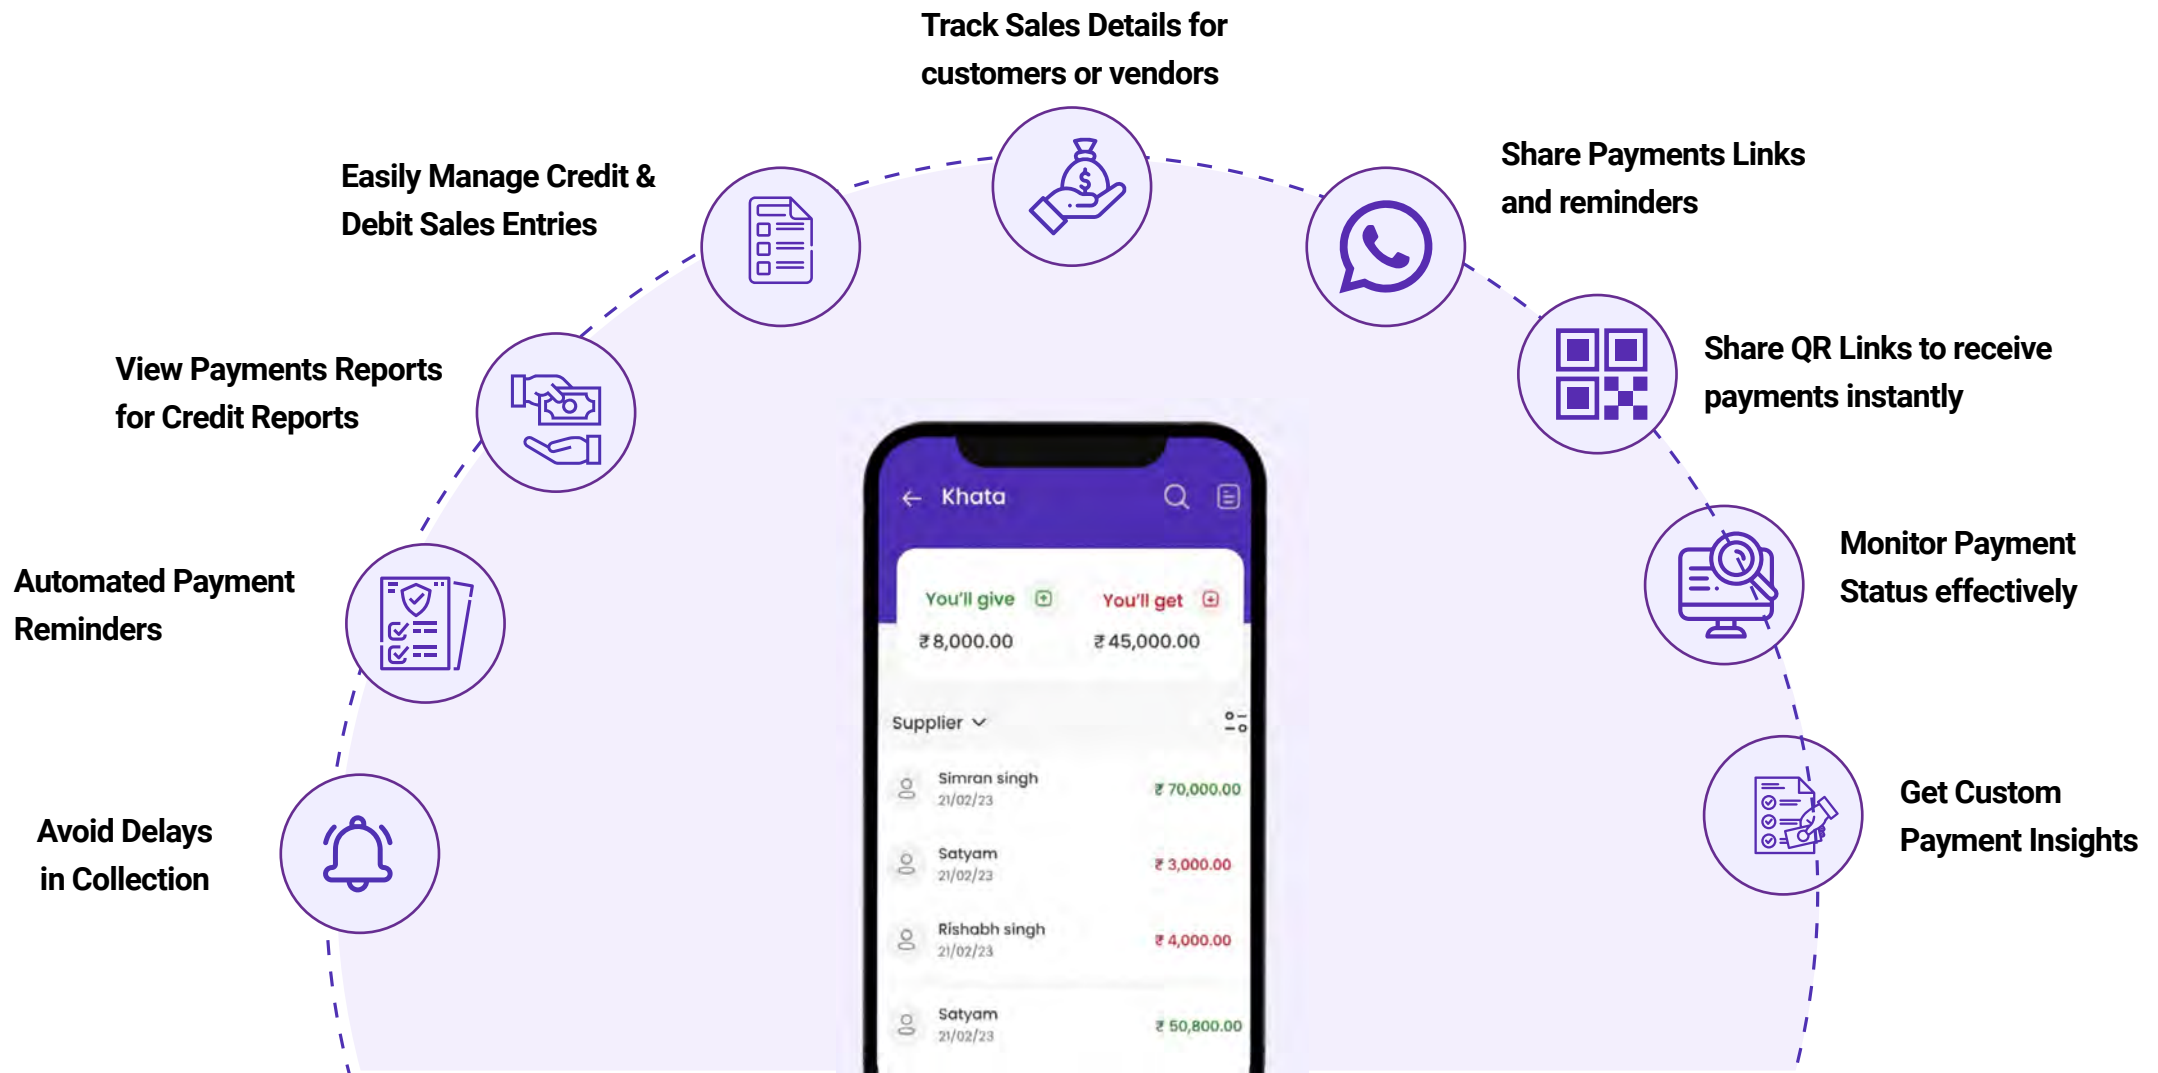 Track Sales Details for
customers or vendors
Easily Manage Credit &
Debit Sales Entries
Share Payments Links
and reminders
View Payments Reports
for Credit Reports
Share QR Links to receive
payments instantly
Automated Payment
Reminders
Monitor Payment
Status effectively
Avoid Delays
in Collection
Get Custom
Payment Insights
Khata
You'll give You'll get
₹8,000.00 ₹45,000.00
Supplier
Simran singh ₹ 70,000.00
21/02/23
Satyam ₹ 3,000.00
21/02/23
Rishabh singh ₹ 4,000.00
21/02/23
Satyam ₹ 50,800.00
21/02/23